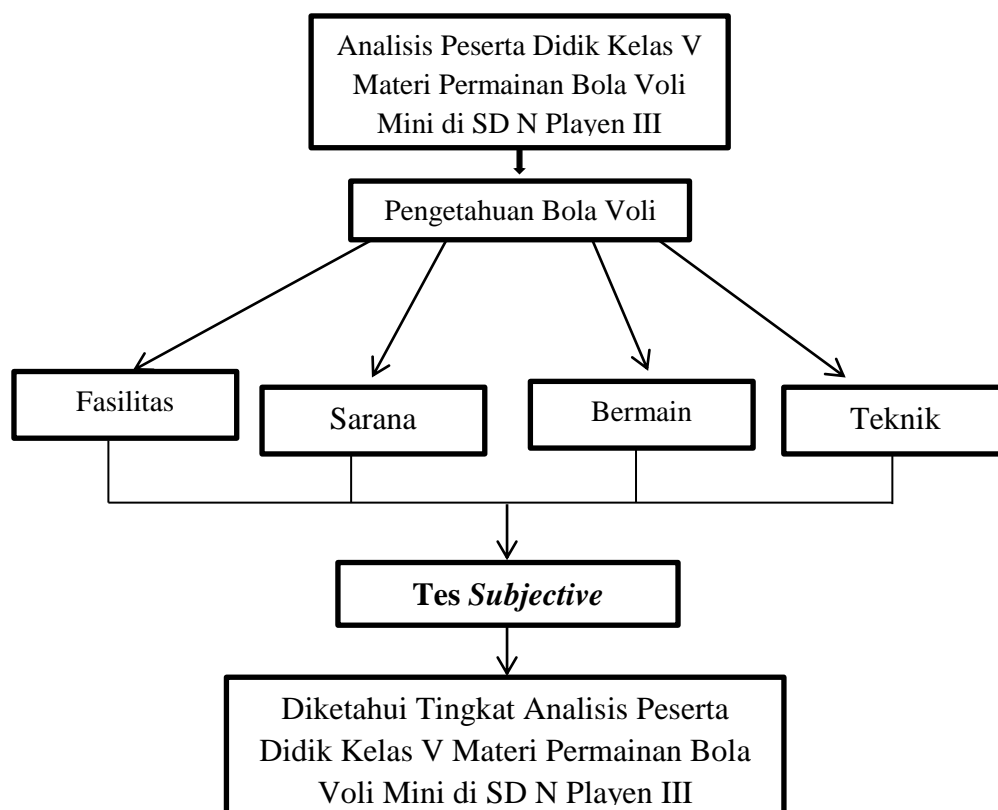 Analisis Peserta Didik Kelas V
Materi Permainan Bola Voli
Mini di SD N Playen III
Pengetahuan Bola Voli
Fasilitas
Sarana
Bermain
Teknik
Tes Subjective
Diketahui Tingkat Analisis Peserta
Didik Kelas V Materi Permainan Bola
Voli Mini di SD N Playen III